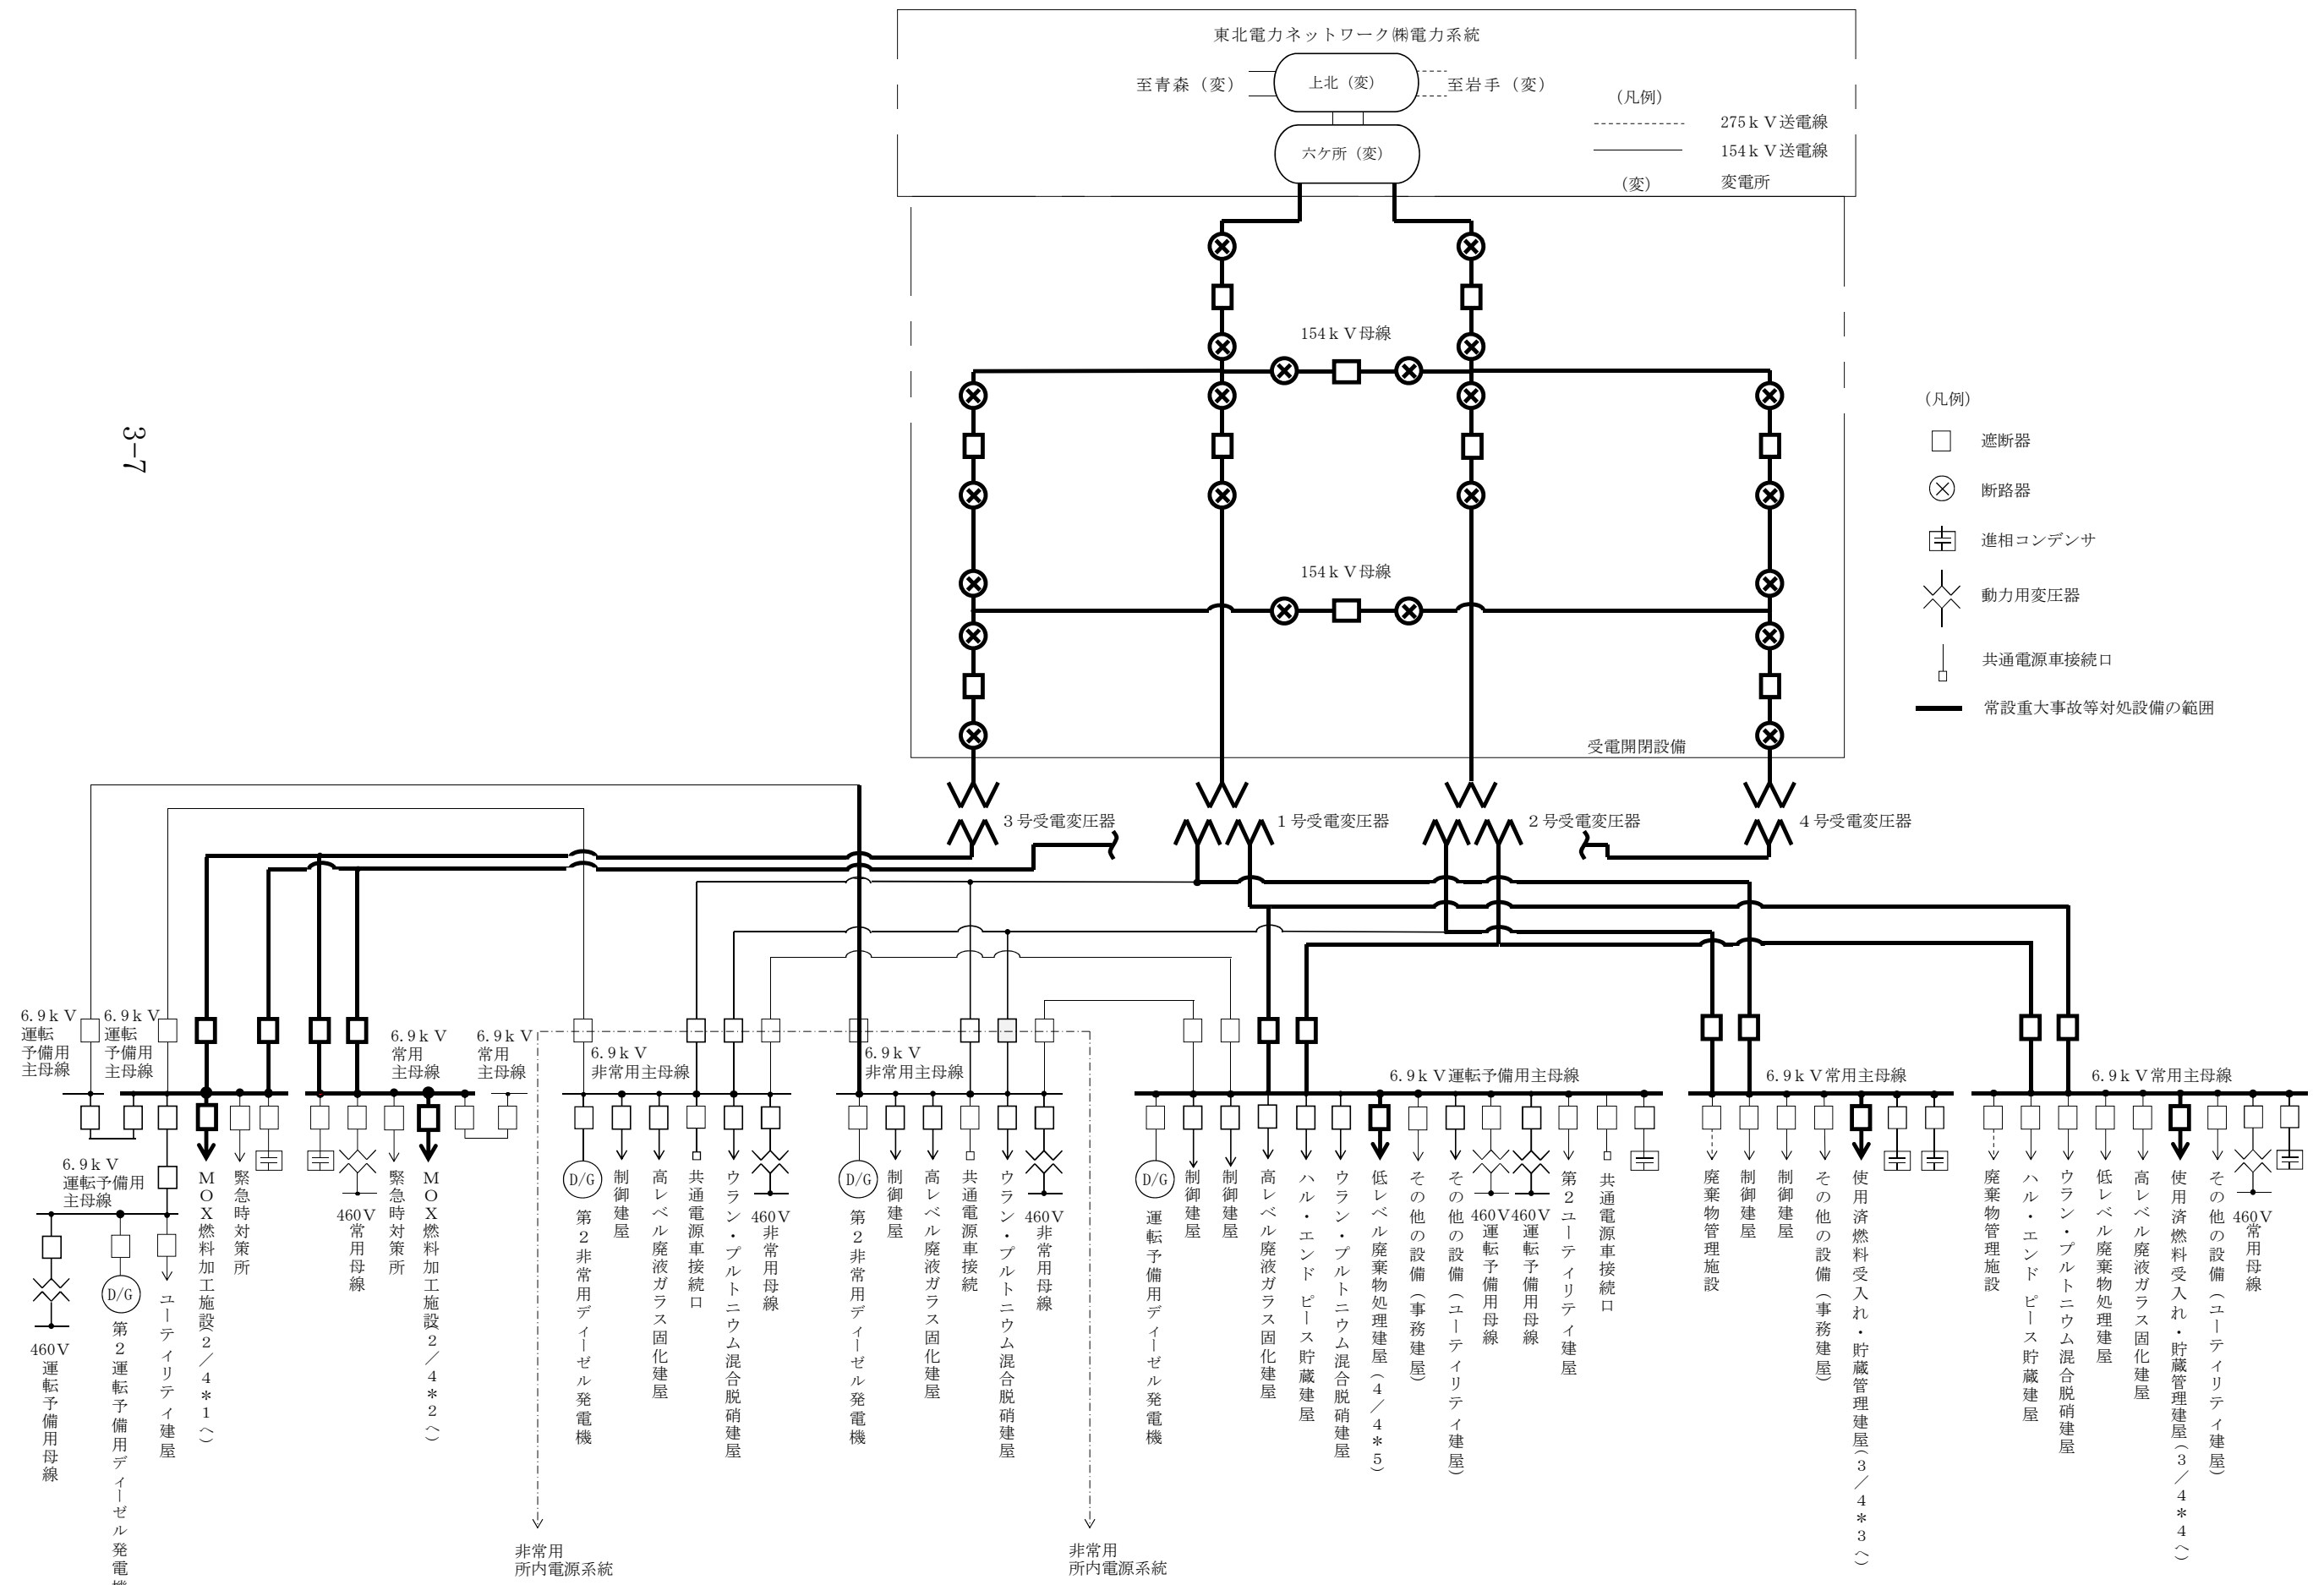 東北電力ネットワーク㈱電力系統
至青森（変）
上北（変）
至岩手（変）
六ケ所（変）
（凡例）
275ｋＶ送電線
154ｋＶ送電線
（変）
変電所
154ｋＶ母線
154ｋＶ母線
受電開閉設備
3-7
（凡例）
遮断器
断路器
進相コンデンサ
動力用変圧器
共通電源車接続口
常設重大事故等対処設備の範囲
３号受電変圧器
１号受電変圧器
２号受電変圧器
４号受電変圧器
6.9ｋＶ
運転
予備用
主母線
6.9ｋＶ
運転
予備用
主母線
6.9ｋＶ
常用
主母線
6.9ｋＶ
常用
主母線
6.9ｋＶ
非常用主母線
6.9ｋＶ
非常用主母線
6.9ｋＶ運転予備用主母線
6.9ｋＶ常用主母線
6.9ｋＶ常用主母線
6.9ｋＶ
運転予備用
主母線
460Ｖ
運転予備用母線
D/G
第２運転予備用ディーゼル発電機
ユーティリティ建屋
ＭＯＸ燃料加工施設（２／４＊１へ）
緊急時対策所
460Ｖ
常用母線
緊急時対策所
ＭＯＸ燃料加工施設（２／４＊２へ）
D/G
第２非常用ディーゼル発電機
制御建屋
高レベル廃液ガラス固化建屋
共通電源車接続口
ウラン・プルトニウム混合脱硝建屋
460Ｖ
非常用母線
D/G
第２非常用ディーゼル発電機
制御建屋
高レベル廃液ガラス固化建屋
共通電源車接続
ウラン・プルトニウム混合脱硝建屋
460Ｖ
非常用母線
D/G
運転予備用ディーゼル発電機
制御建屋
制御建屋
高レベル廃液ガラス固化建屋
ハル・エンド ピース貯蔵建屋
ウラン・プルトニウム混合脱硝建屋
低レベル廃棄物処理建屋（４／４＊５）
その他の設備（事務建屋）
その他の設備（ユーティリティ建屋）
460Ｖ
運転予備用母線
460Ｖ
運転予備用母線
第２ユーティリティ建屋
共通電源車接続口
廃棄物管理施設
制御建屋
制御建屋
その他の設備（事務建屋）
使用済燃料受入れ・貯蔵管理建屋（３／４＊３へ）
廃棄物管理施設
ハル・エンド ピース貯蔵建屋
ウラン・プルトニウム混合脱硝建屋
低レベル廃棄物処理建屋
高レベル廃液ガラス固化建屋
使用済燃料受入れ・貯蔵管理建屋（３／４＊４へ）
その他の設備（ユーティリティ建屋）
460Ｖ
常用母線
非常用
所内電源系統
非常用
所内電源系統